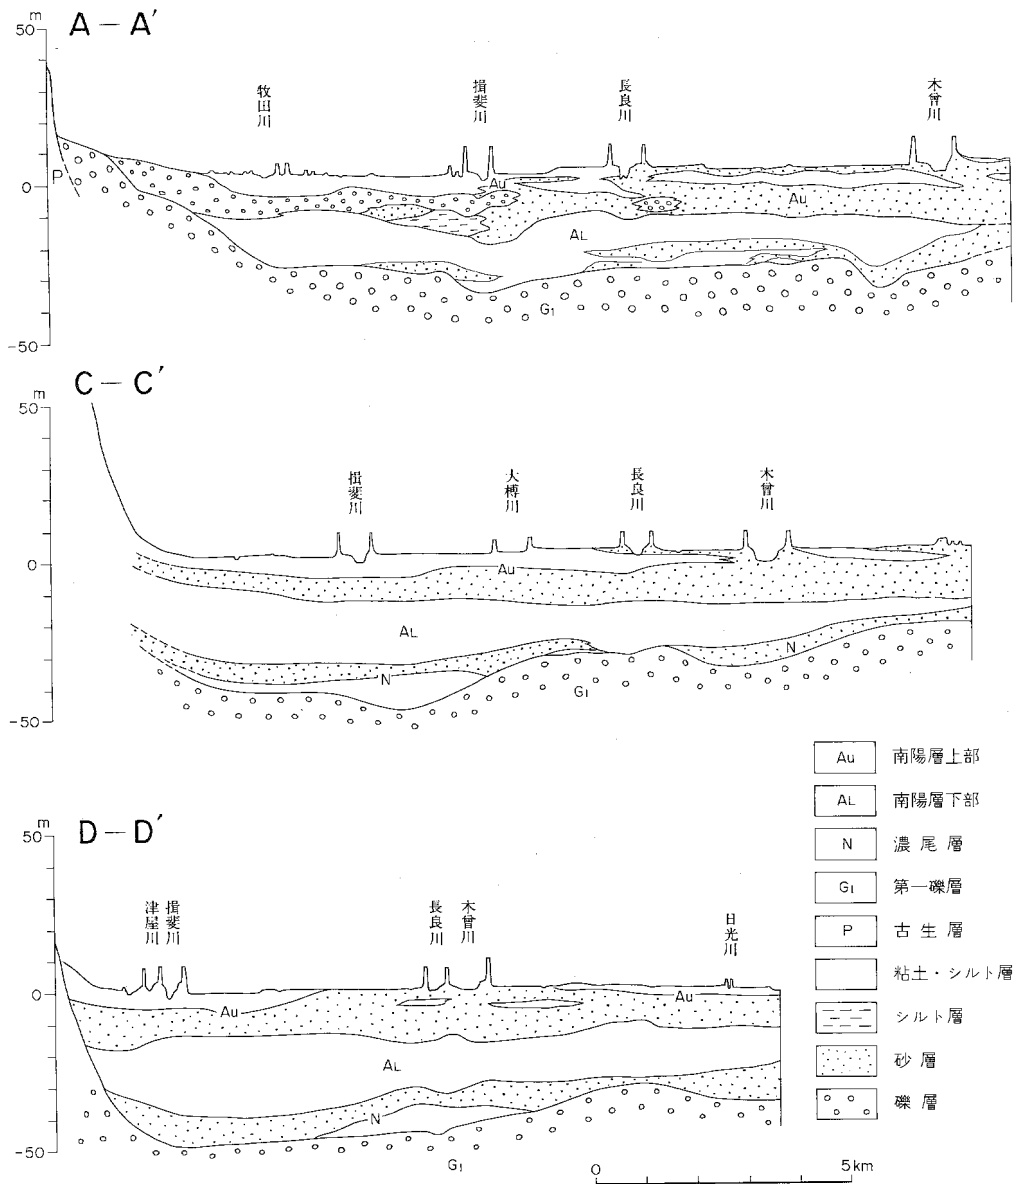 A－A′
m
50
0
-50
牧田川
揖斐川
長良川
木曽川
P
Au
Au
AL
G1
C－C′
m
50
0
-50
揖斐川
大榑川
長良川
木曽川
Au
AL
N
N
G1
D－D′
m
50
0
-50
津屋川
揖斐川
長良川
木曽川
日光川
Au
Au
AL
N
G1
Au 南陽層上部
AL 南陽層下部
N 濃尾層
G1 第一礫層
P 古生層
粘土・シルト層
シルト層
砂層
礫層
0 5km